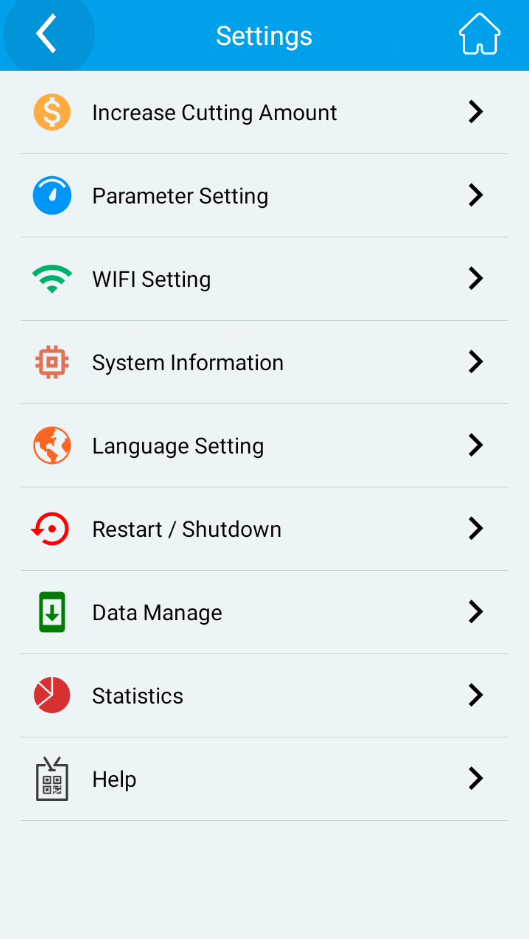 Settings
Increase Cutting Amount
Parameter Setting
WIFI Setting
System Information
Language Setting
Restart / Shutdown
Data Manage
Statistics
Help